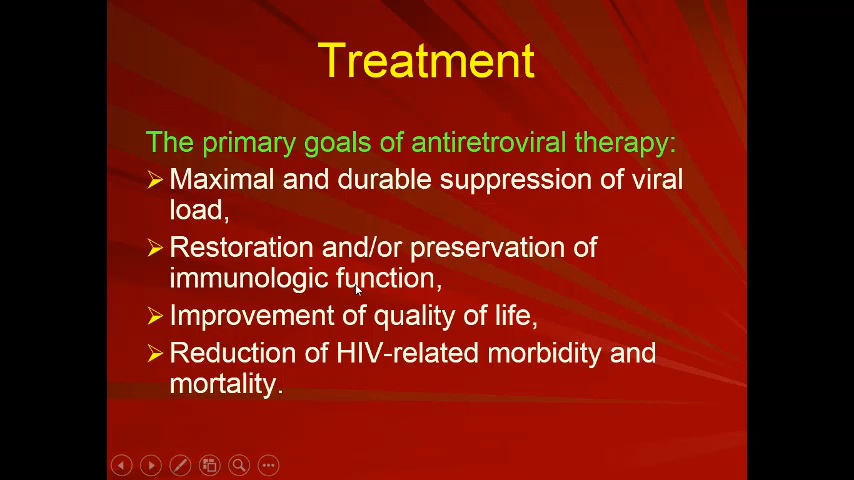 Treatment
The primary goals of antiretroviral therapy:
Maximal and durable suppression of viral
load,
Restoration and/or preservation of
immunologic function,
Improvement of quality of life,
Reduction of HIV-related morbidity and
mortality.